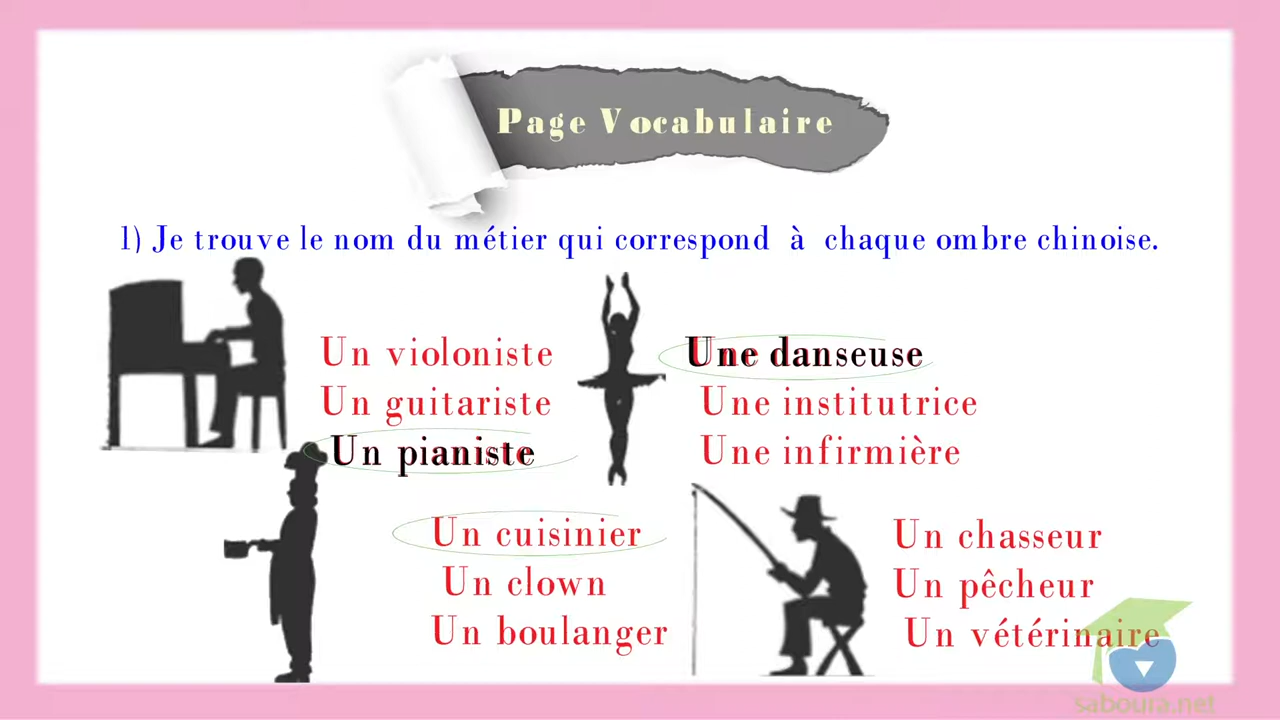 Page Vocabulaire
1) Je trouve le nom du métier qui correspond à chaque ombre chinoise.
Un violoniste
Un guitariste
Un pianiste
Une danseuse
Une institutrice
Une infirmière
Un cuisinier
Un clown
Un boulanger
Un chasseur
Un pêcheur
Un vétérinaire
saboura.net